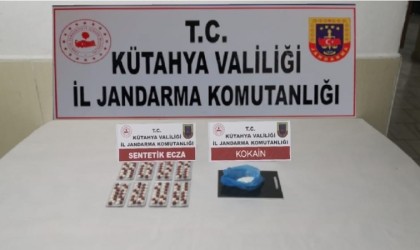 T.C.
KÜTAHYA VALİLİĞİ
İL JANDARMA KOMUTANLIĞI
T.C.
KÜTAHYA VALİLİĞİ
İL JANDARMA KOMUTANLIĞI
SENTETİK ECZA
T.C.
KÜTAHYA VALİLİĞİ
İL JANDARMA KOMUTANLIĞI
KOKAİN